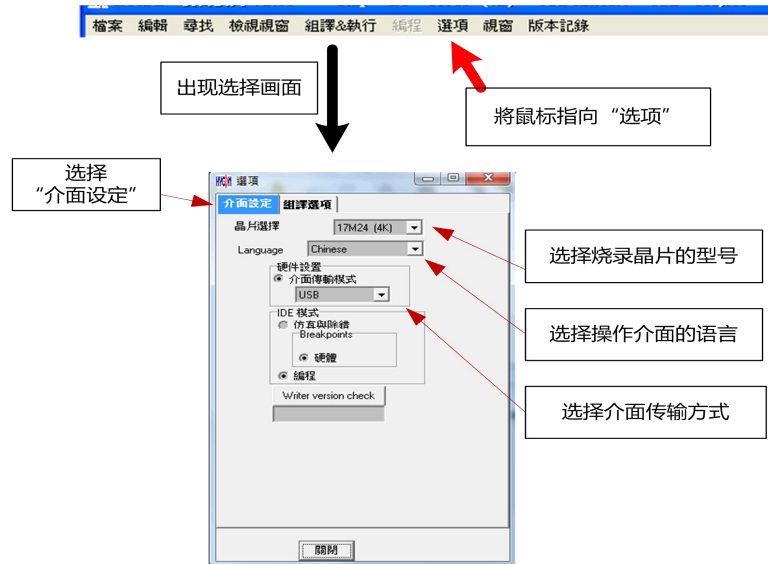 檔案 編輯 尋找 檢視視窗 組譯&執行 編程 選項 視窗 版本記錄
出现选择画面
將鼠标指向“选项”
选择
“介面设定”
選項
介面設定 組譯選項
晶片選擇 17M24 (4K)
Language Chinese
硬件設置
介面傳輸模式
USB
IDE 模式
仿真與除錯
Breakpoints
硬體
編程
Writer version check
關閉
选择烧录晶片的型号
选择操作介面的语言
选择介面传输方式